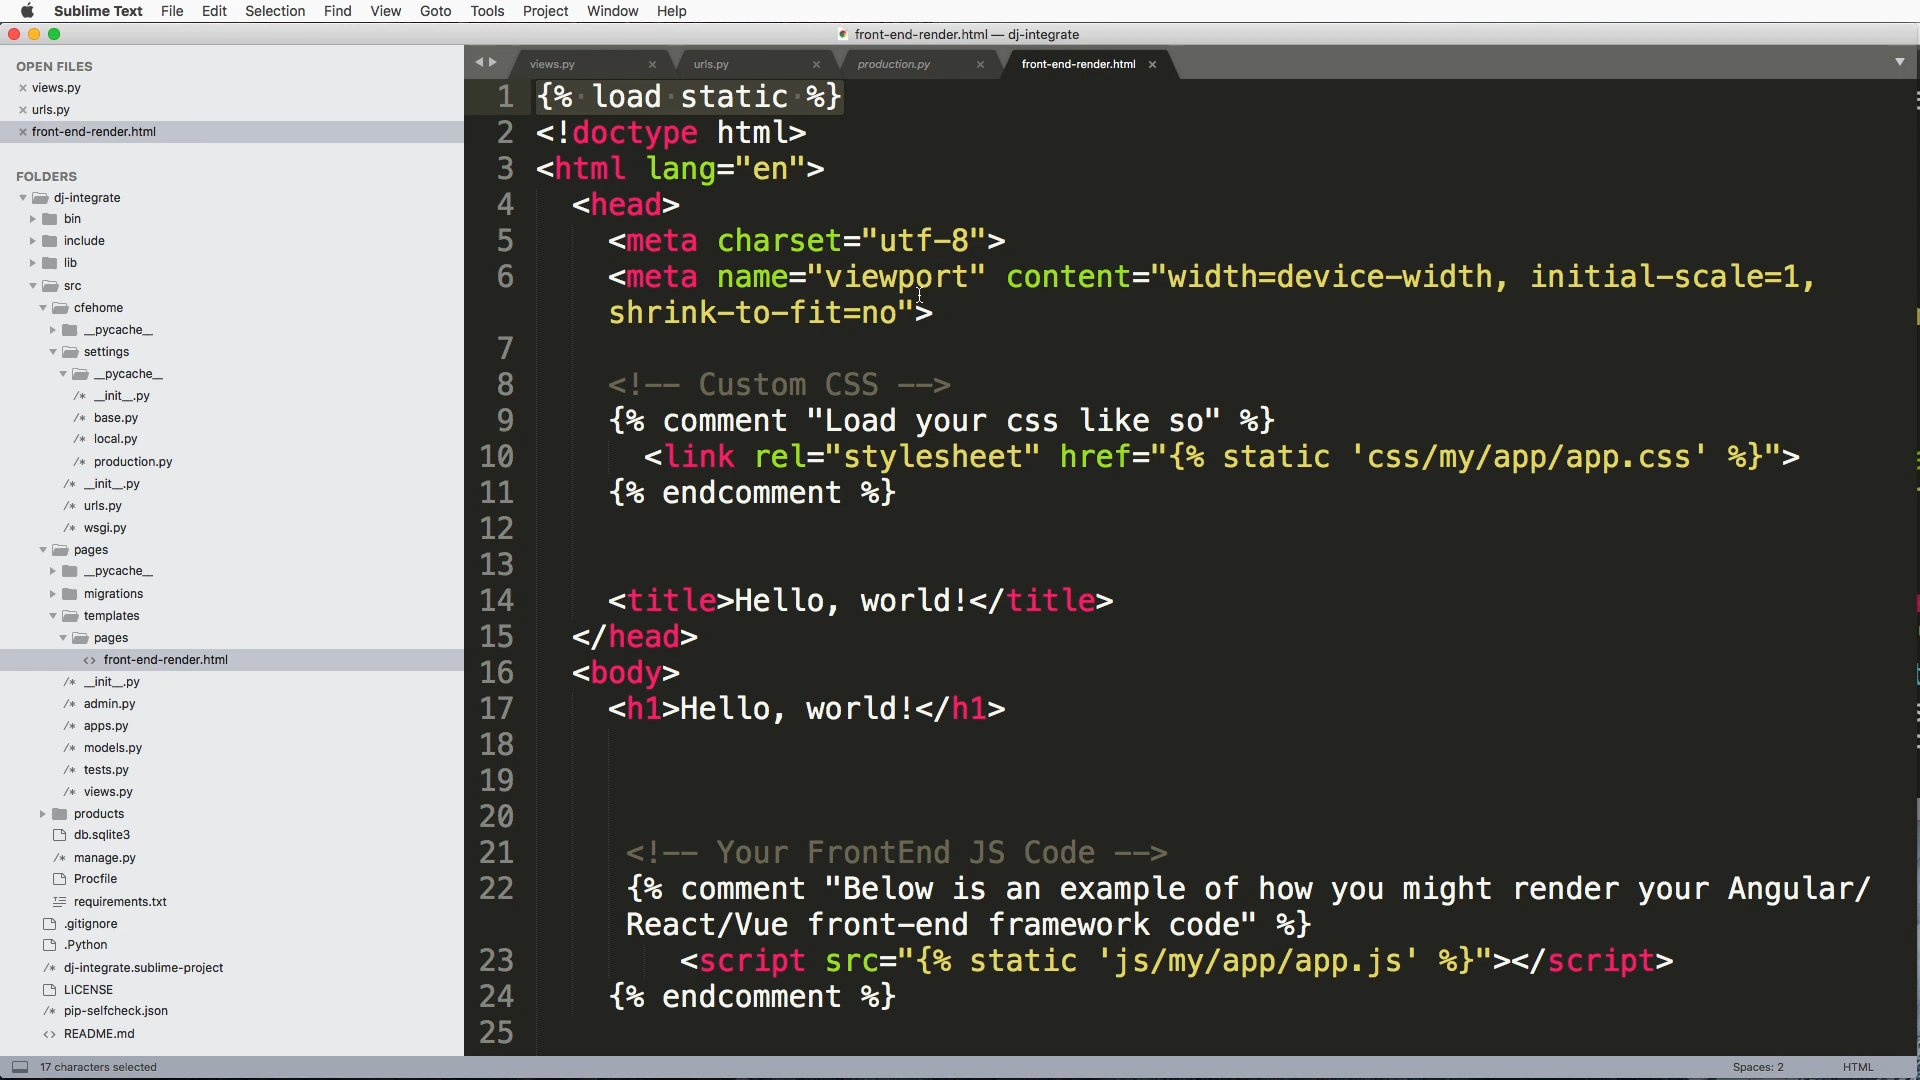 Sublime Text File Edit Selection Find View Goto Tools Project Window Help
front-end-render.html — dj-integrate
OPEN FILES
× views.py
× urls.py
× front-end-render.html
FOLDERS
dj-integrate
bin
include
lib
src
cfehome
__pycache__
settings
__pycache__
/* __init__.py
/* base.py
/* local.py
/* production.py
/* __init__.py
/* urls.py
/* wsgi.py
pages
__pycache__
migrations
templates
pages
<> front-end-render.html
/* __init__.py
/* admin.py
/* apps.py
/* models.py
/* tests.py
/* views.py
products
db.sqlite3
/* manage.py
Procfile
requirements.txt
.gitignore
.Python
/* dj-integrate.sublime-project
LICENSE
/* pip-selfcheck.json
<> README.md
views.py × urls.py × production.py × front-end-render.html ×
1 {% load static %}
2 <!doctype html>
3 <html lang="en">
4 <head>
5 <meta charset="utf-8">
6 <meta name="viewport" content="width=device-width, initial-scale=1,
shrink-to-fit=no">
7
8 <!-- Custom CSS -->
9 {% comment "Load your css like so" %}
10 <link rel="stylesheet" href="{% static 'css/my/app/app.css' %}">
11 {% endcomment %}
12
13
14 <title>Hello, world!</title>
15 </head>
16 <body>
17 <h1>Hello, world!</h1>
18
19
20
21 <!-- Your FrontEnd JS Code -->
22 {% comment "Below is an example of how you might render your Angular/
React/Vue front-end framework code" %}
23 <script src="{% static 'js/my/app/app.js' %}"></script>
24 {% endcomment %}
25
17 characters selected Spaces: 2 HTML